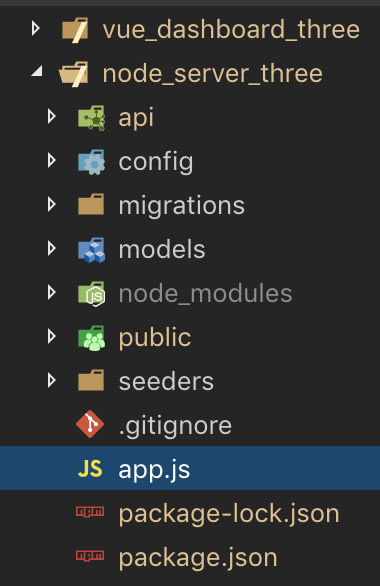 vue_dashboard_three
node_server_three
api
config
migrations
models
node_modules
public
seeders
.gitignore
JS app.js
package-lock.json
package.json